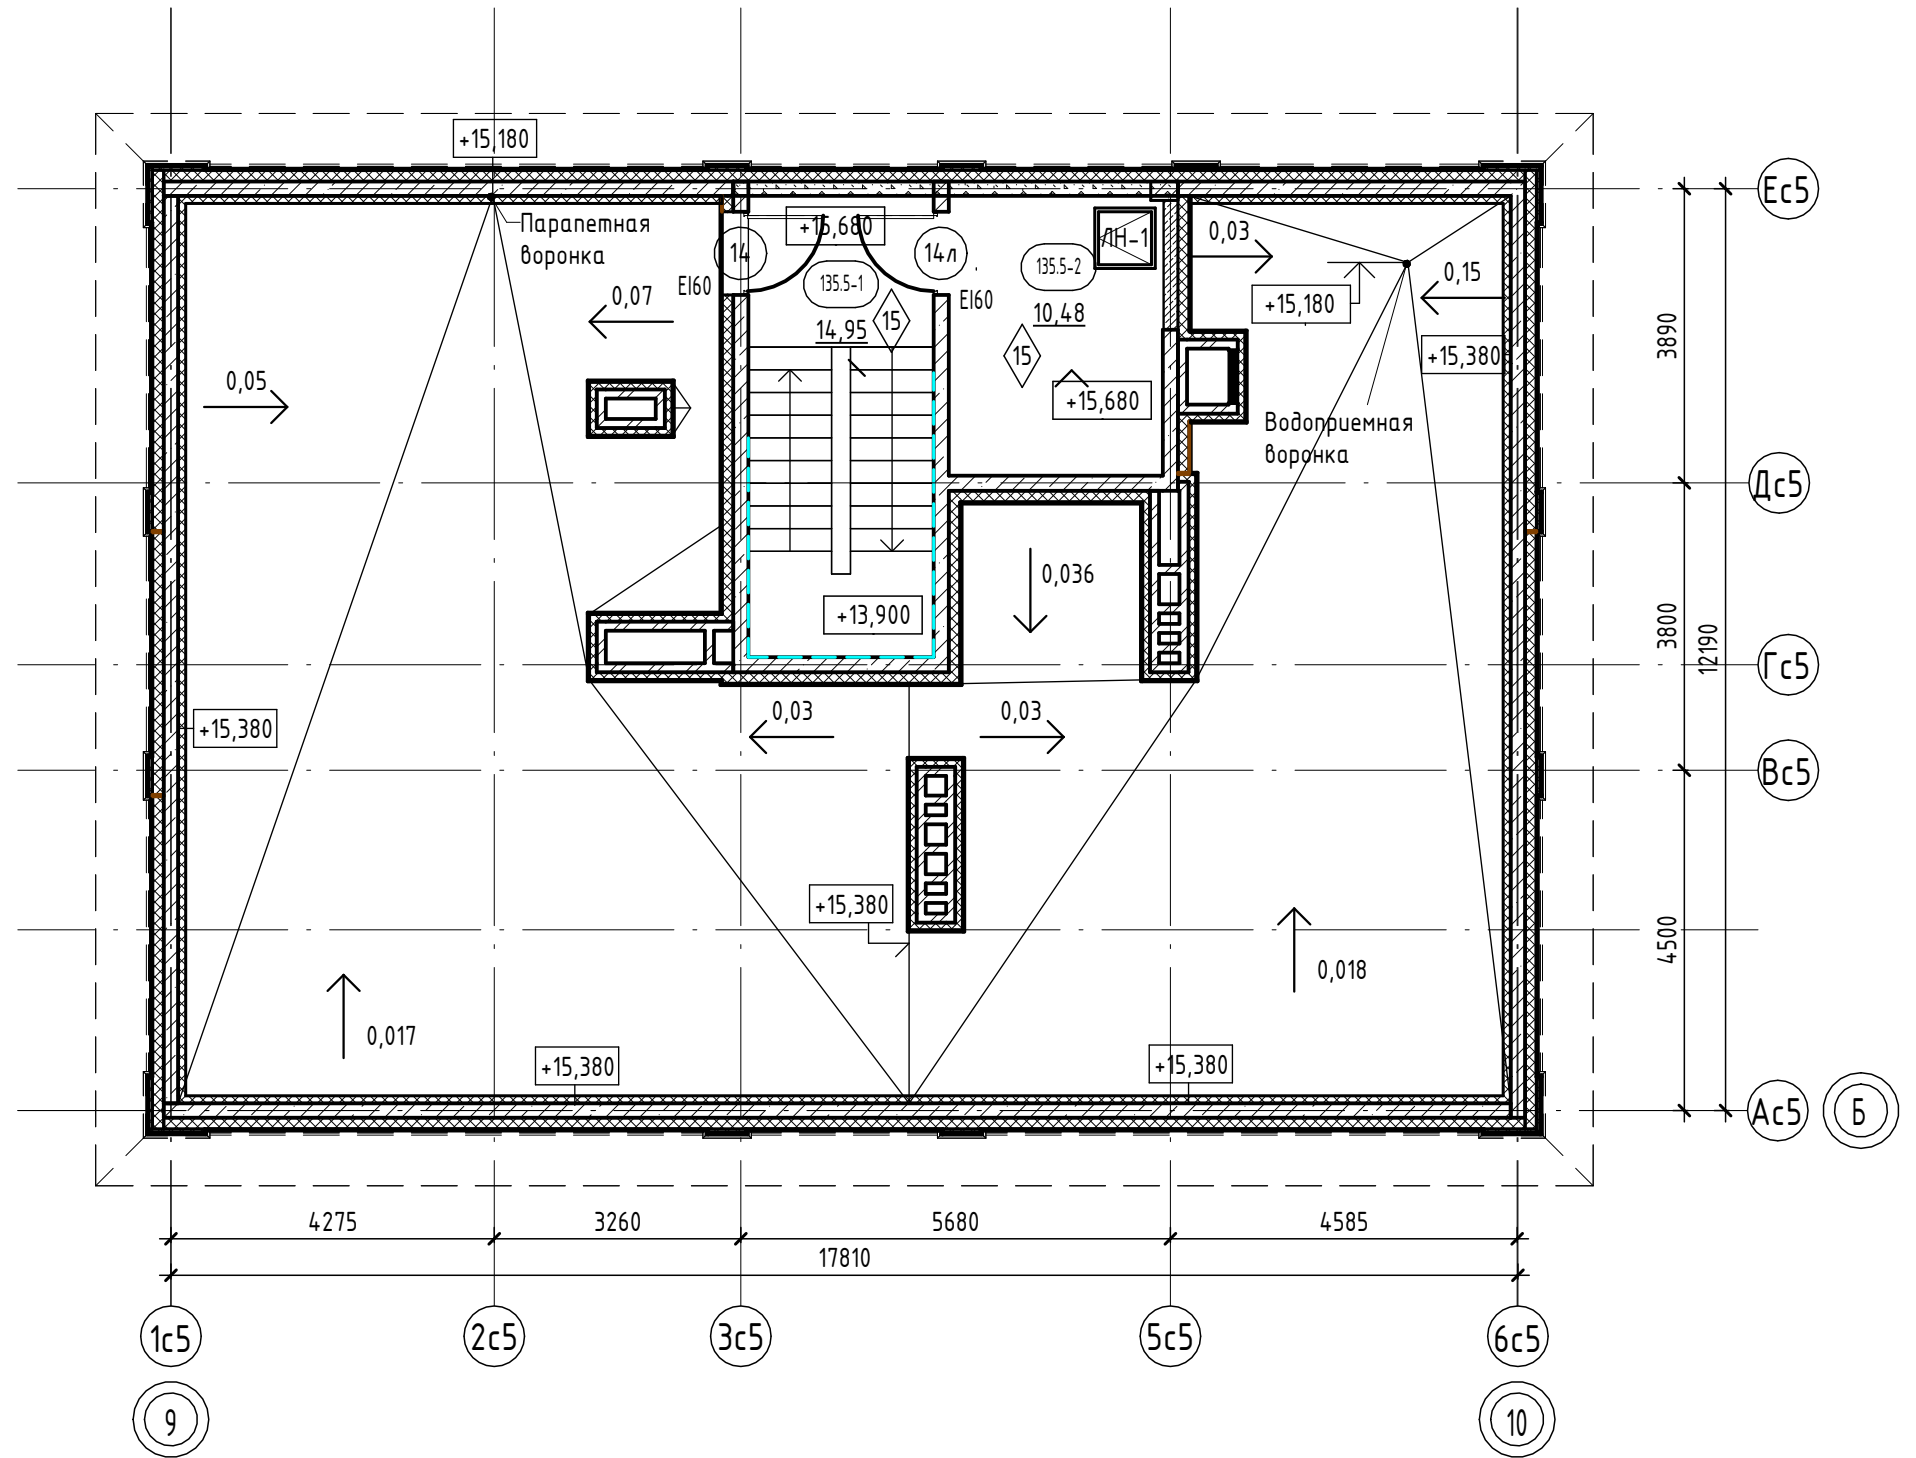 +15,180
Ес5
Парапетная
воронка
+15,680
14
14л
ЛН-1
0,03
135.5-1
135.5-2
0,15
EI60
EI60
0,07
+15,180
10,48
14,95
15
15
3890
+15,380
0,05
+15,680
Водоприемная
воронка
Дс5
0,036
+13,900
3800
12190
Гс5
0,03
0,03
+15,380
Вс5
+15,380
4500
0,018
0,017
+15,380
+15,380
Ас5
Б
4275
3260
5680
4585
17810
1с5
2с5
3с5
5с5
6с5
9
10